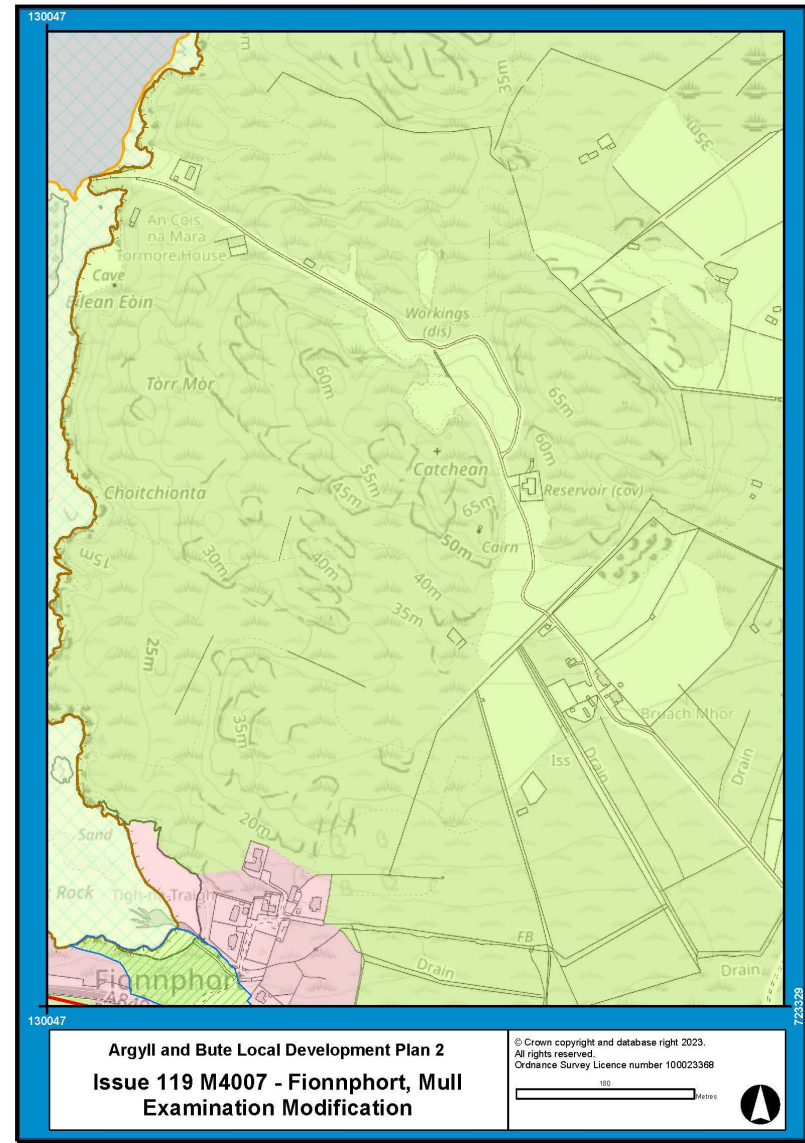 130047
35m
35m
An Cois
na Mara
Tormore House
Cave
Eilean Eòin
Workings
(dis)
Tòrr Mòr
60m
65m
60m
55m
Catchean
45m
65m
Reservoir (cov)
Choitchionta
50m
Cairn
15m
30m
40m
40m
35m
25m
Bruach Mhor
35m
Iss
Drain
Drain
20m
Sand
Rock
Tigh-na-Traigh
FB
Drain
Drain
Fionnphor
130047
723329
Argyll and Bute Local Development Plan 2
Issue 119 M4007 - Fionnphort, Mull
Examination Modification
© Crown copyright and database right 2023.
All rights reserved.
Ordnance Survey Licence number 100023368
180
Metres